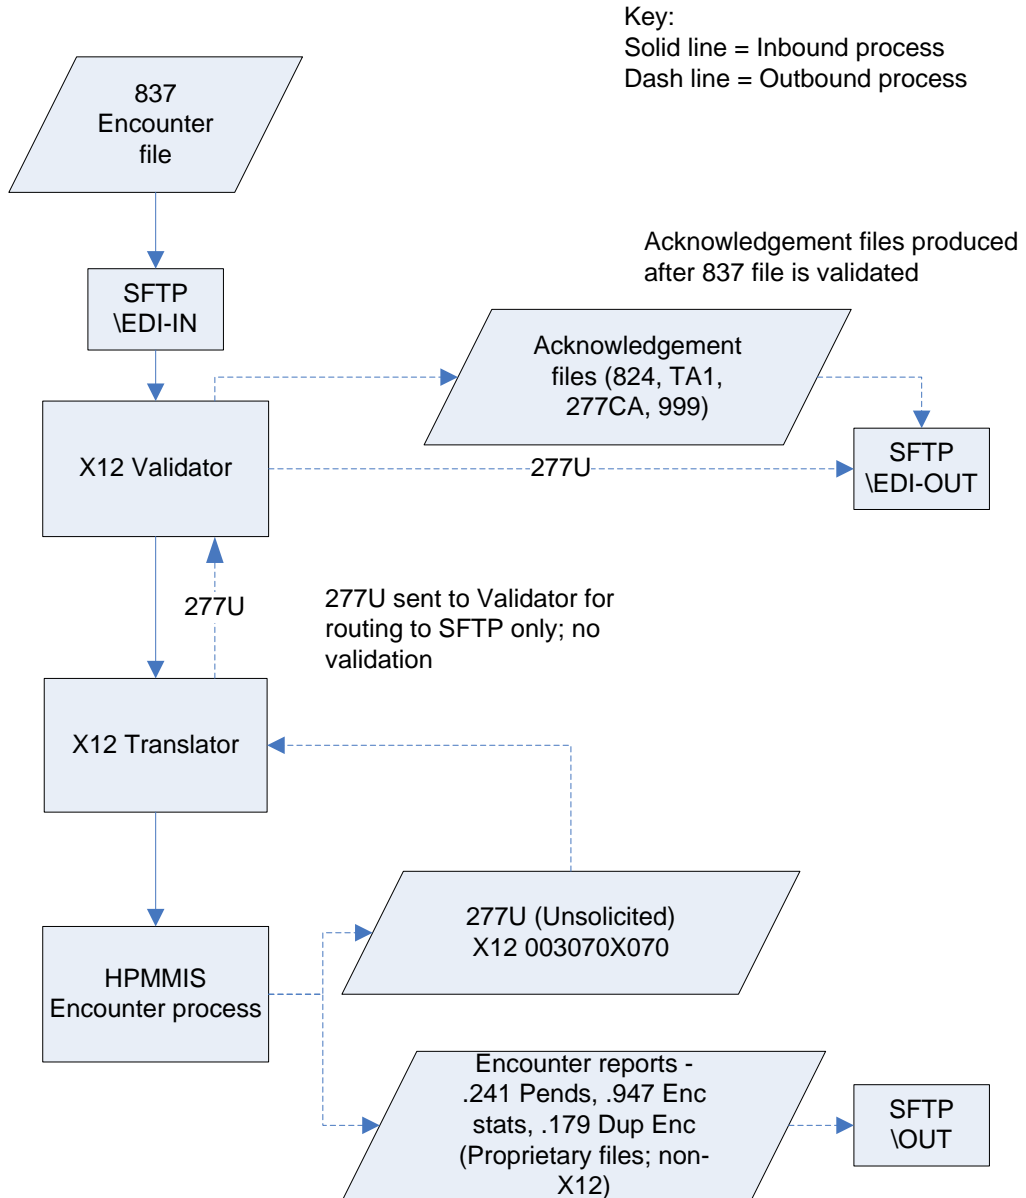 Key:
Solid line = Inbound process
Dash line = Outbound process
837
Encounter
file
Acknowledgement files produced
after 837 file is validated
SFTP
\EDI-IN
Acknowledgement
files (824, TA1,
277CA, 999)
X12 Validator
277U
SFTP
\EDI-OUT
277U
277U sent to Validator for
routing to SFTP only; no
validation
X12 Translator
277U (Unsolicited)
X12 003070X070
HPMMIS
Encounter process
Encounter reports -
.241 Pends, .947 Enc
stats, .179 Dup Enc
(Proprietary files; non-
X12)
SFTP
\OUT